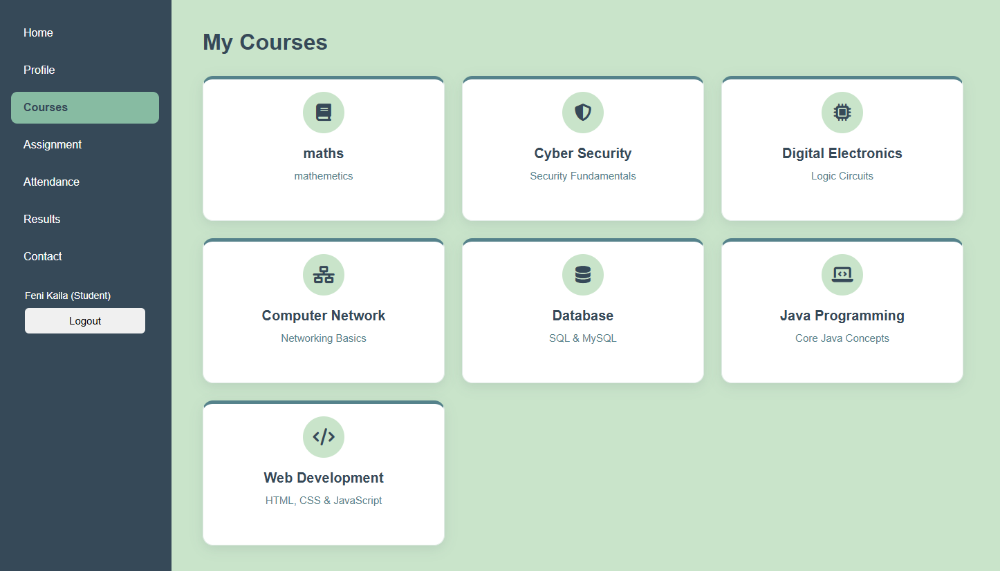 Home
Profile
Courses
Assignment
Attendance
Results
Contact
Feni Kaila (Student)
Logout
My Courses
maths
mathemetics
Cyber Security
Security Fundamentals
Digital Electronics
Logic Circuits
Computer Network
Networking Basics
Database
SQL & MySQL
Java Programming
Core Java Concepts
Web Development
HTML, CSS & JavaScript